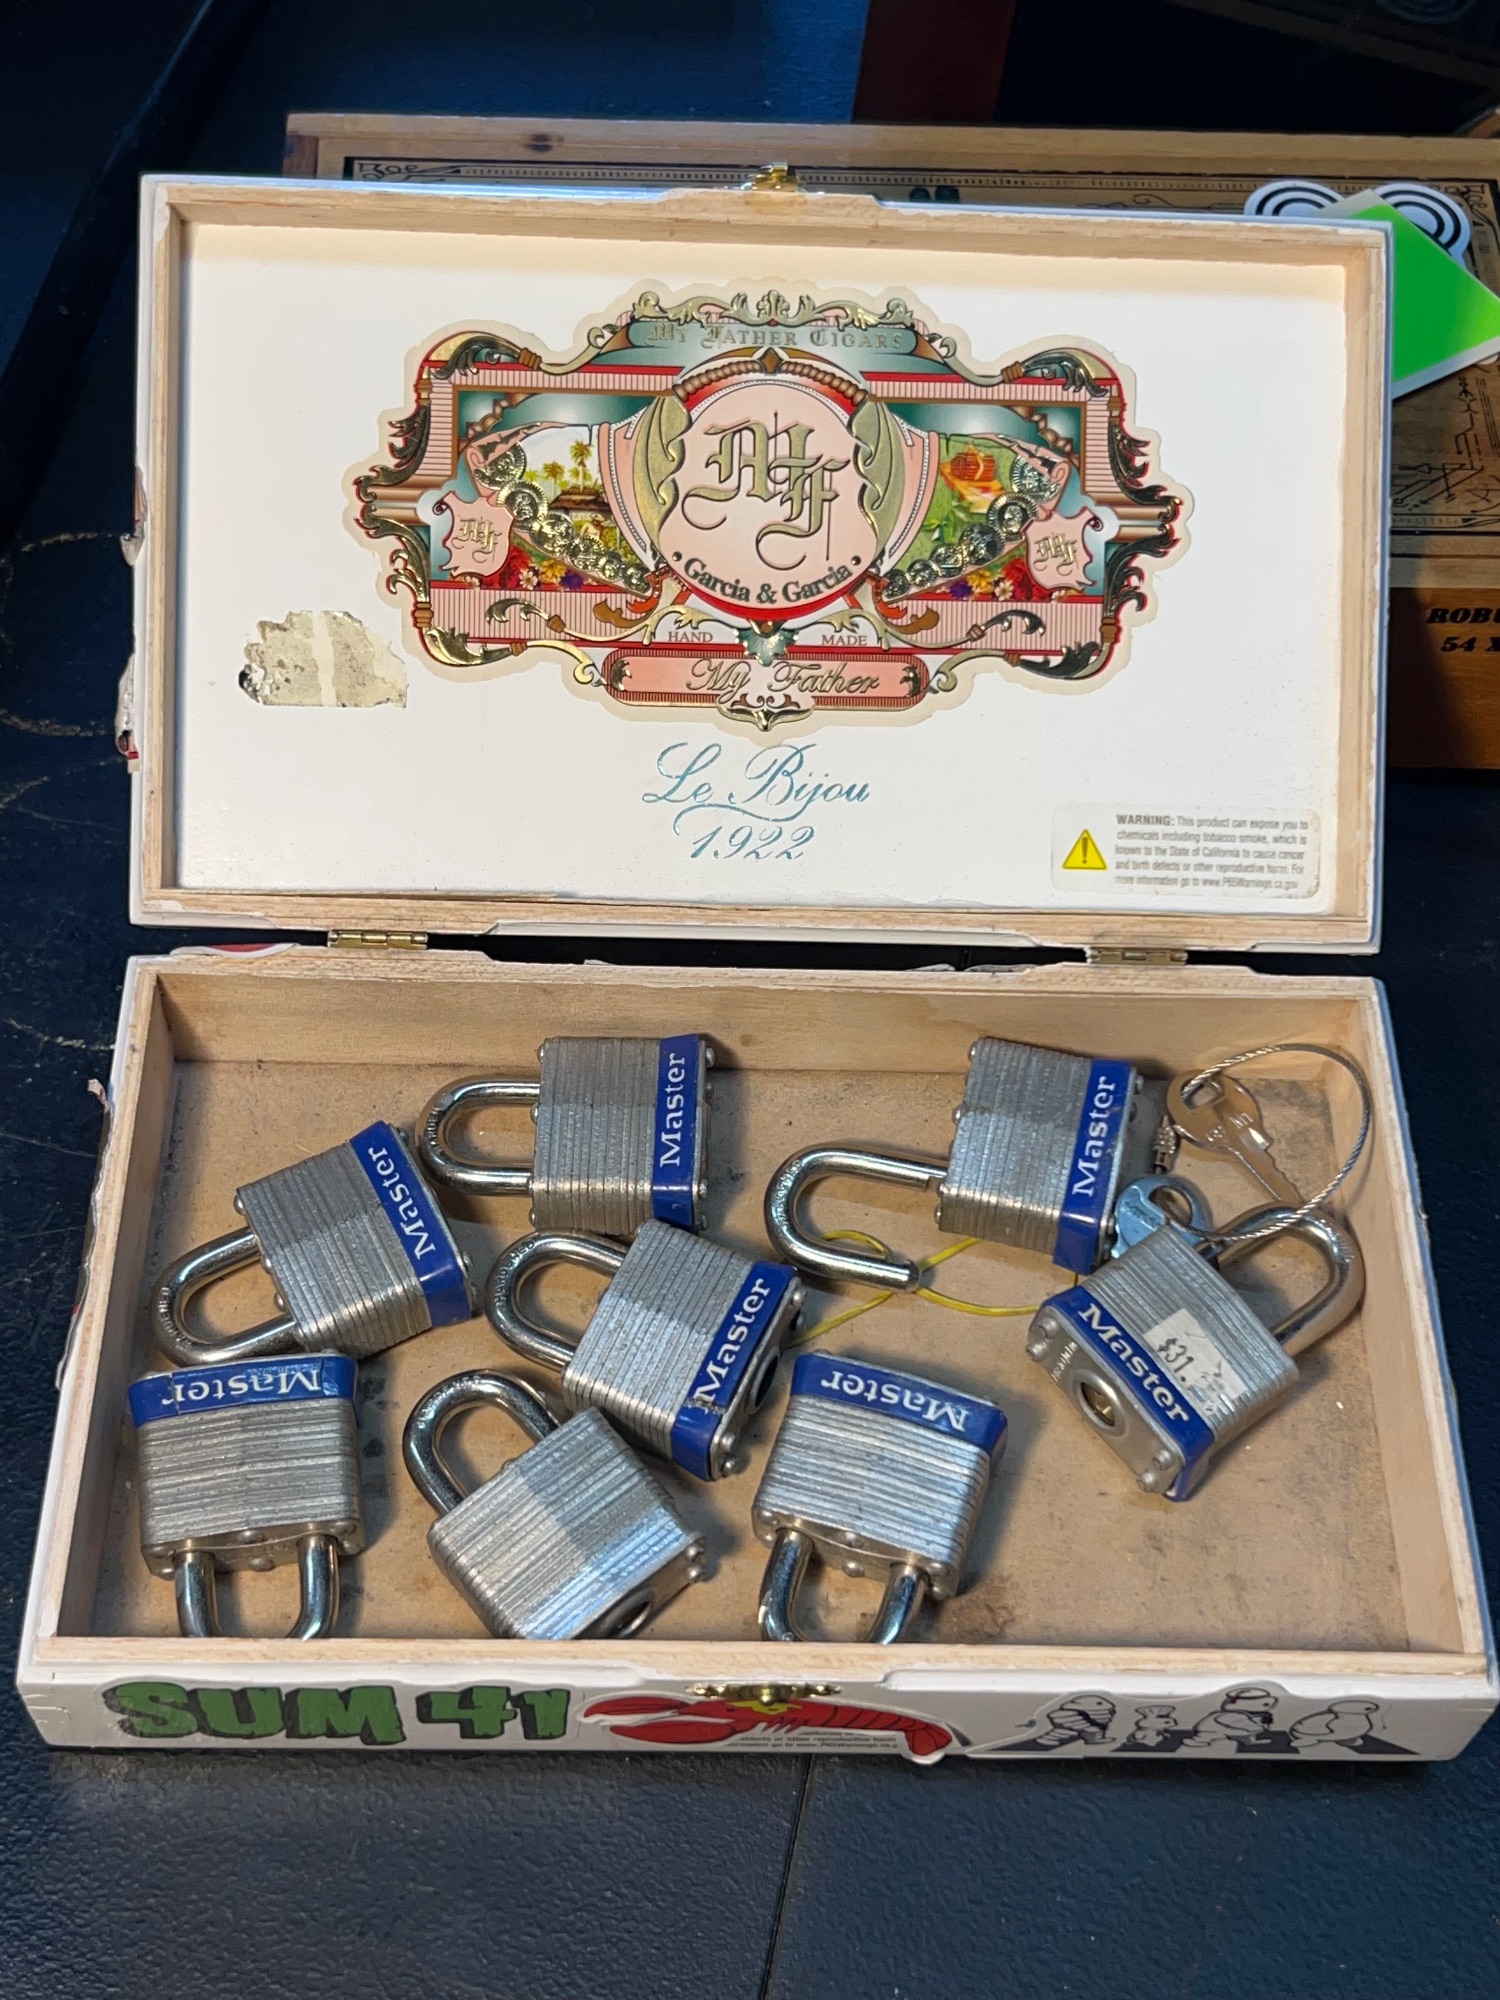 My Father Cigars
MF
MF
MF
• Garcia & Garcia •
HAND MADE
My Father
Le Bijou
1922
WARNING: This product can expose you to
chemicals including tobacco smoke, which is
known to the State of California to cause cancer
and birth defects or other reproductive harm. For
more information go to www.P65Warnings.ca.gov
54 X
Master
Master
Master
Master
Master
$31.
Master
Master
Master
SUM 41